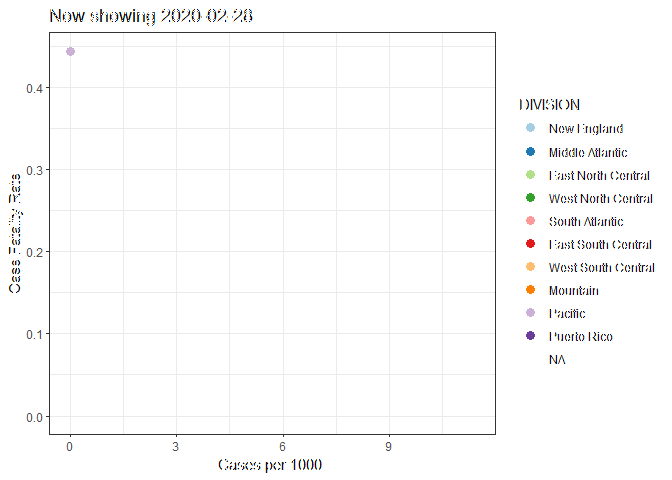 Now showing 2020-02-28
0.4
0.3
0.2
0.1
0.0
Case Fatality Rate
0 3 6 9
Cases per 1000
DIVISION
New England
Middle Atlantic
East North Central
West North Central
South Atlantic
East South Central
West South Central
Mountain
Pacific
Puerto Rico
NA